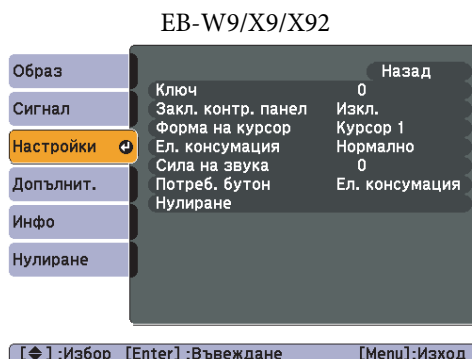 EB-W9/X9/X92
Образ
Сигнал
Настройки
Допълнит.
Инфо
Нулиране
Назад
Ключ 0
Закл. контр. панел Изкл.
Форма на курсор Курсор 1
Ел. консумация Нормално
Сила на звука 0
Потреб. бутон Ел. консумация
Нулиране
[ ] :Избор [Enter] :Въвеждане [Menu]:Изход